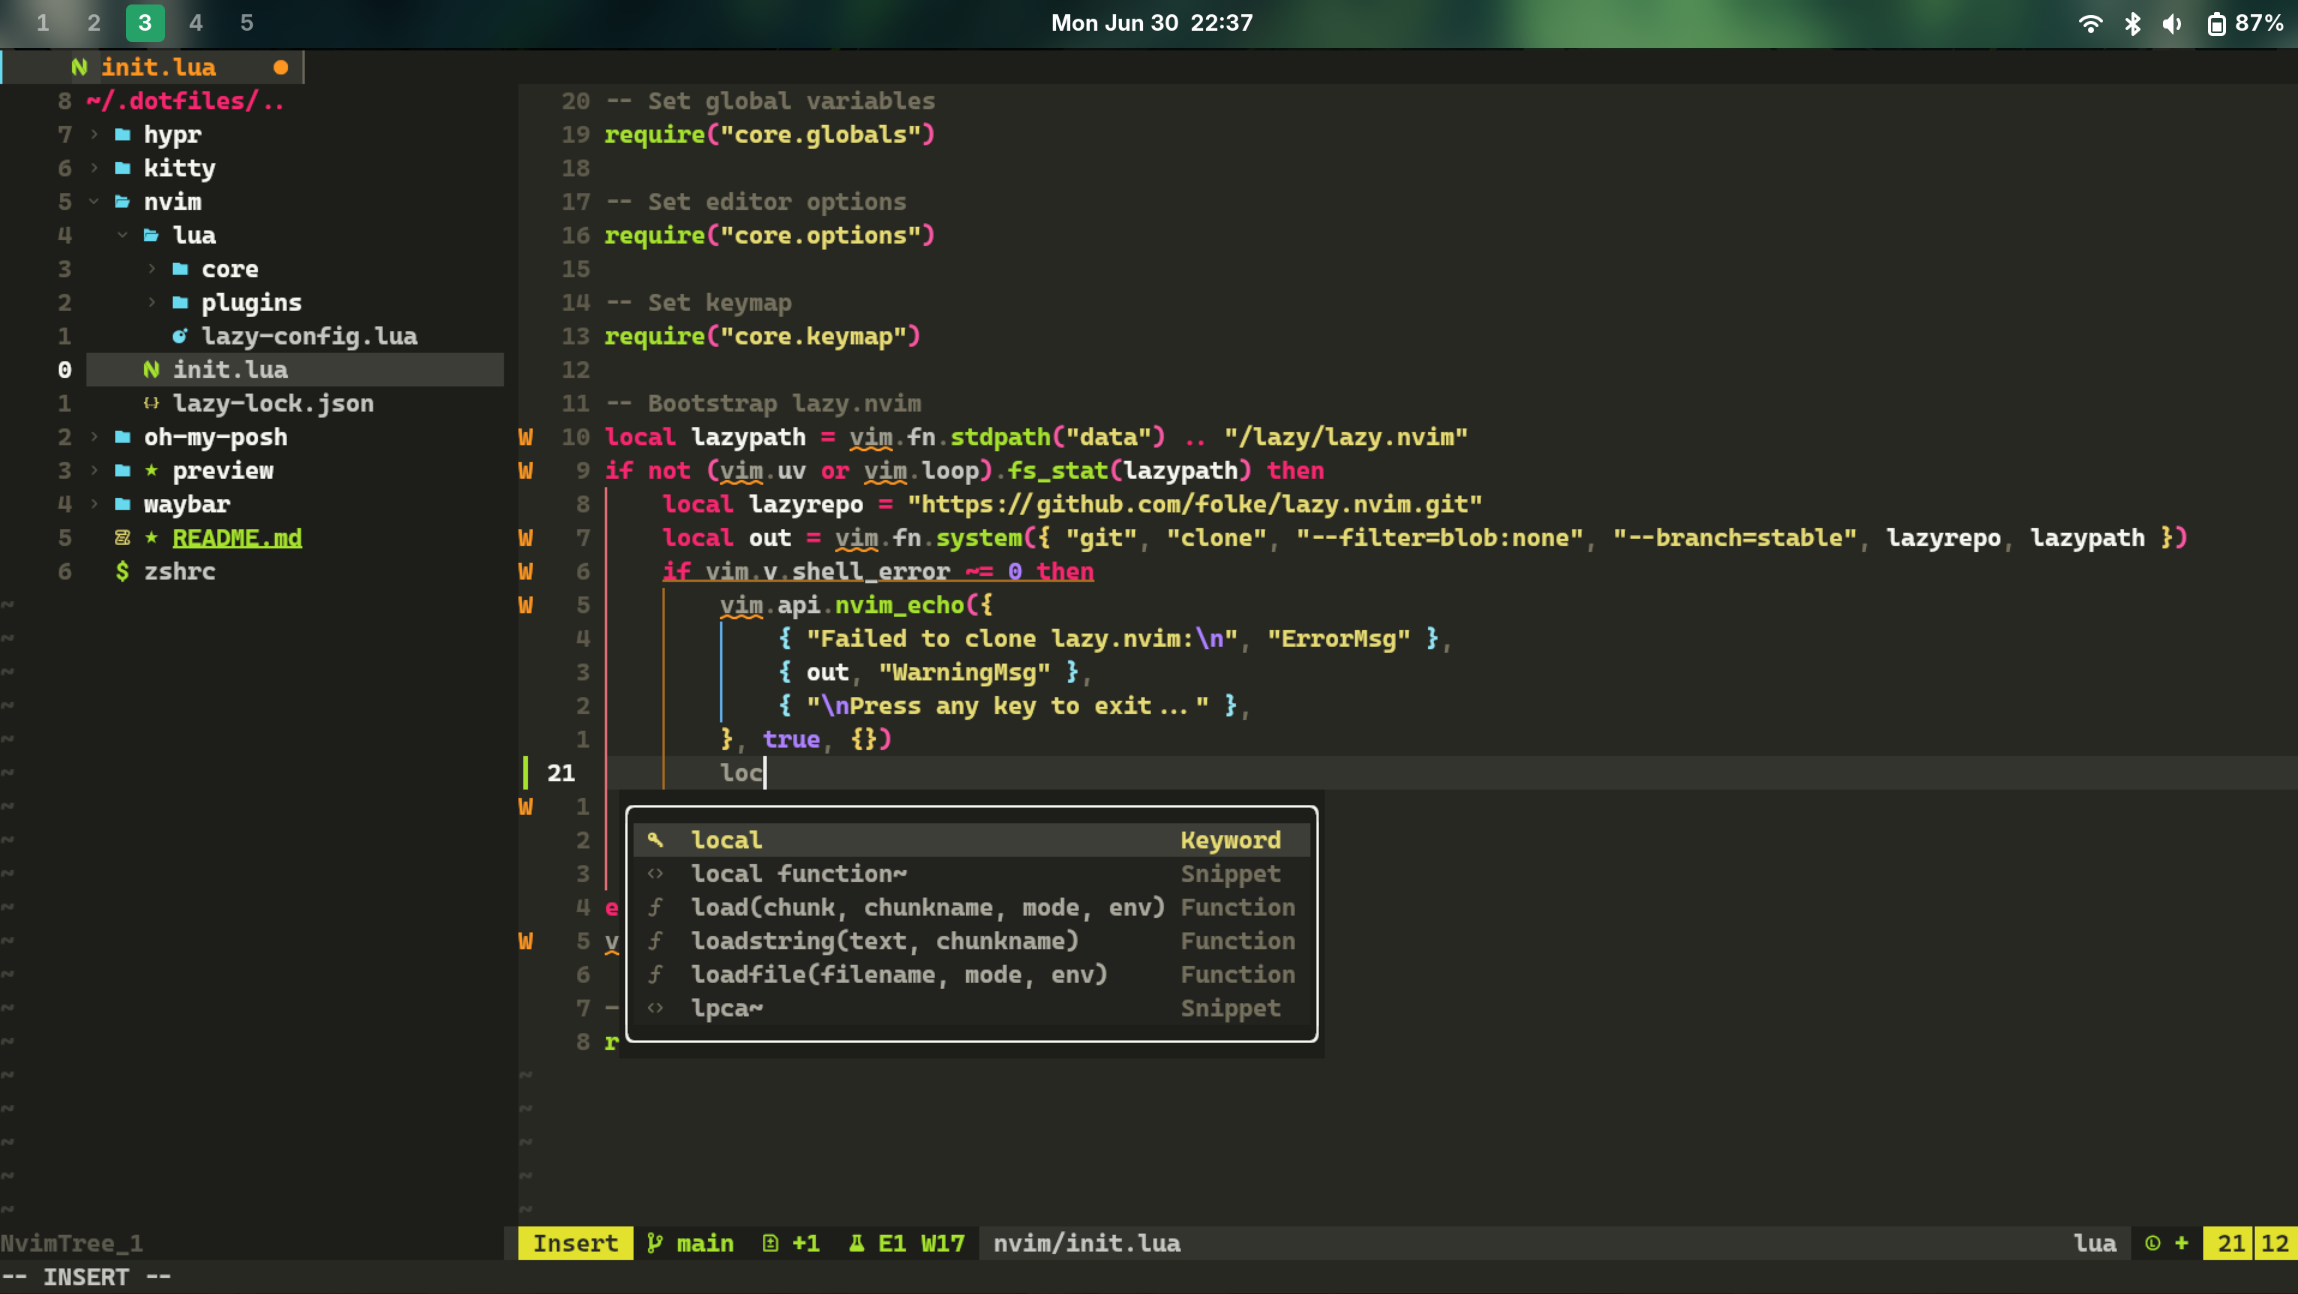 1 2 3 4 5 Mon Jun 30 22:37 87%
init.lua
8 ~/.dotfiles/..
7 hypr
6 kitty
5 nvim
4 lua
3 core
2 plugins
1 lazy-config.lua
0 init.lua
1 lazy-lock.json
2 oh-my-posh
3 ★ preview
4 waybar
5 ★ README.md
6 $ zshrc
20 -- Set global variables
19 require("core.globals")
18
17 -- Set editor options
16 require("core.options")
15
14 -- Set keymap
13 require("core.keymap")
12
11 -- Bootstrap lazy.nvim
W 10 local lazypath = vim.fn.stdpath("data") .. "/lazy/lazy.nvim"
W 9 if not (vim.uv or vim.loop).fs_stat(lazypath) then
8 local lazyrepo = "https://github.com/folke/lazy.nvim.git"
W 7 local out = vim.fn.system({ "git", "clone", "--filter=blob:none", "--branch=stable", lazyrepo, lazypath })
W 6 if vim.v.shell_error ~= 0 then
W 5 vim.api.nvim_echo({
4 { "Failed to clone lazy.nvim:\n", "ErrorMsg" },
3 { out, "WarningMsg" },
2 { "\nPress any key to exit..." },
1 }, true, {})
21 loc
W 1
2 local Keyword
3 local function~ Snippet
4 e load(chunk, chunkname, mode, env) Function
W 5 v loadstring(text, chunkname) Function
6 loadfile(filename, mode, env) Function
7 - lpca~ Snippet
8 r
NvimTree_1
Insert main +1 E1 W17 nvim/init.lua lua + 21 12
-- INSERT --